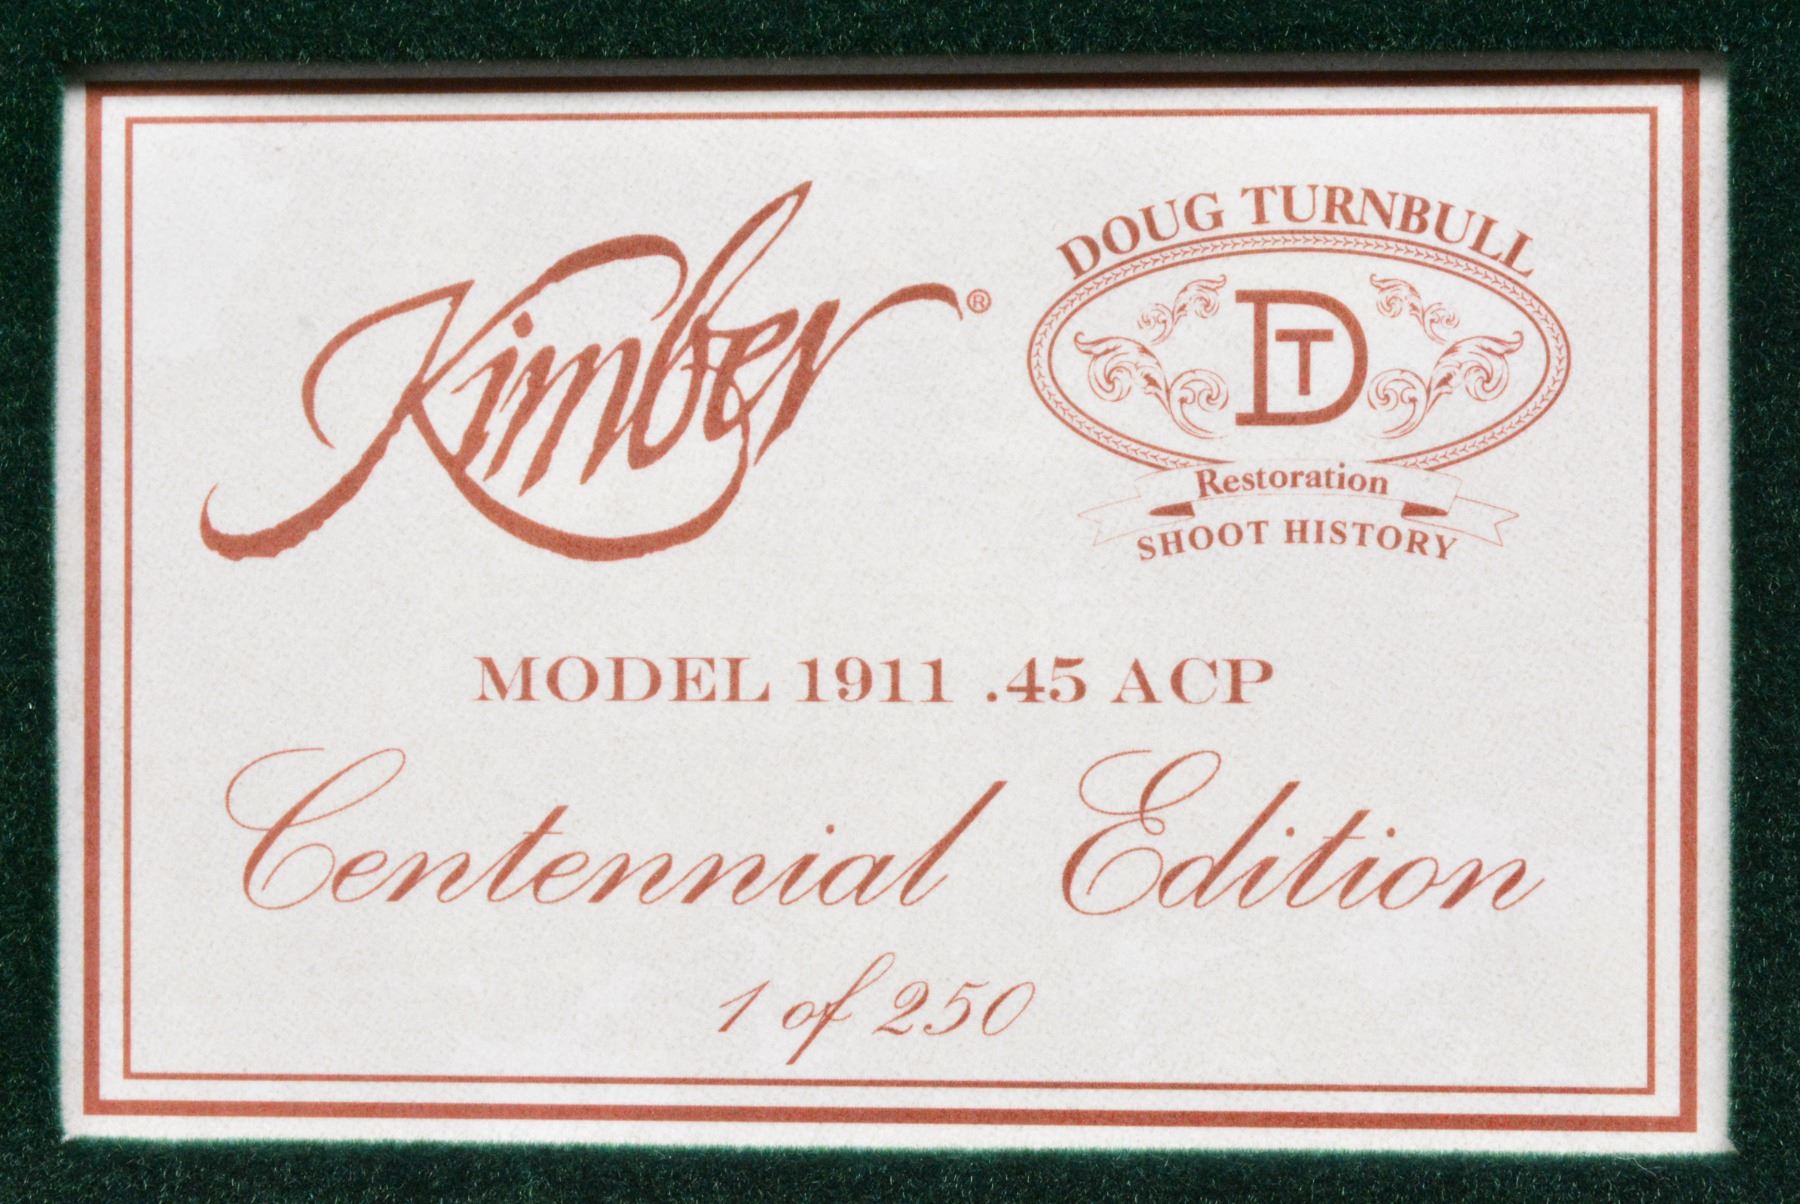 Kimber®
DOUG TURNBULL
DT
Restoration
SHOOT HISTORY
MODEL 1911 .45 ACP
Centennial Edition
1 of 250